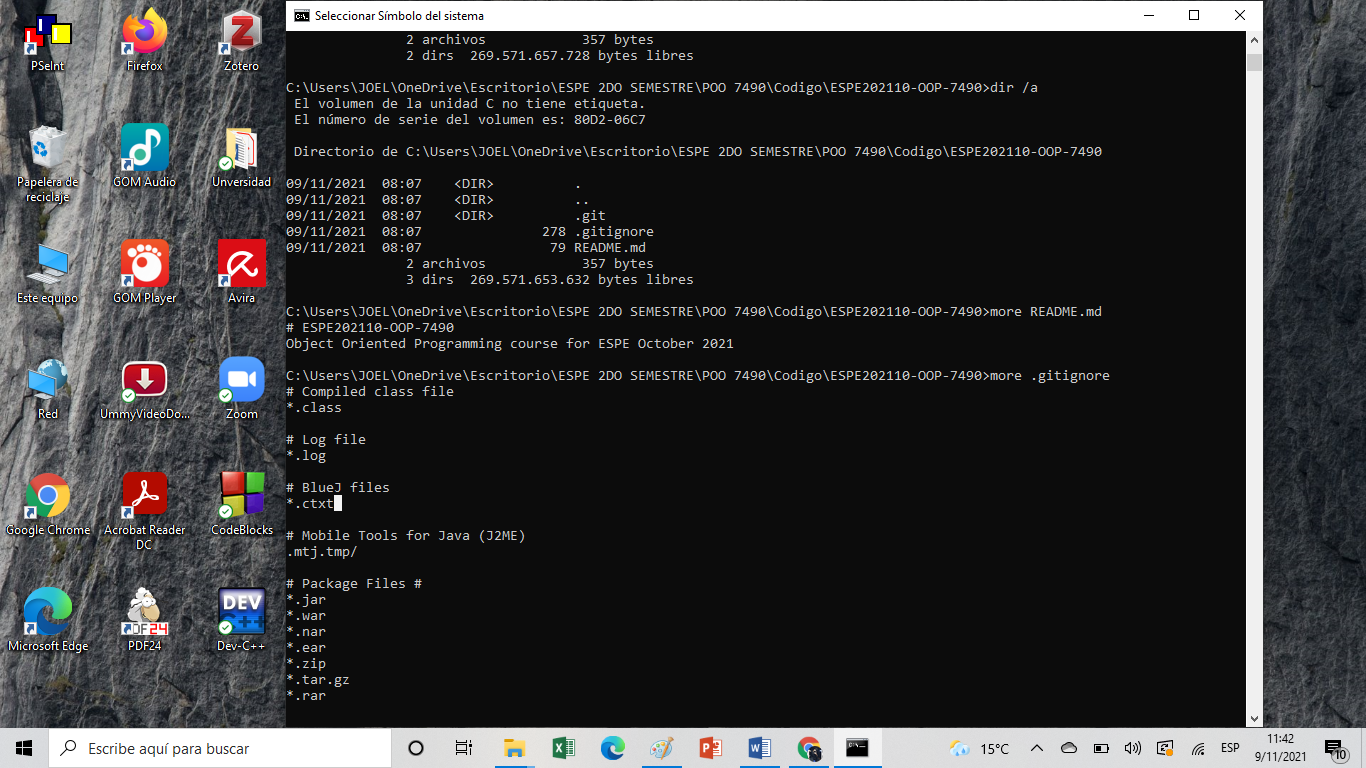 PSeInt
Firefox
Zotero
Papelera de reciclaje
GOM Audio
Unversidad
Este equipo
GOM Player
Avira
Red
UmmyVideoDo...
Zoom
Google Chrome
Acrobat Reader DC
CodeBlocks
Microsoft Edge
PDF24
DEV C++
Dev-C++
Seleccionar Símbolo del sistema
2 archivos 357 bytes
2 dirs 269.571.657.728 bytes libres
C:\Users\JOEL\OneDrive\Escritorio\ESPE 2DO SEMESTRE\POO 7490\Codigo\ESPE202110-OOP-7490>dir /a
El volumen de la unidad C no tiene etiqueta.
El número de serie del volumen es: 80D2-06C7
Directorio de C:\Users\JOEL\OneDrive\Escritorio\ESPE 2DO SEMESTRE\POO 7490\Codigo\ESPE202110-OOP-7490
09/11/2021 08:07 <DIR> .
09/11/2021 08:07 <DIR> ..
09/11/2021 08:07 <DIR> .git
09/11/2021 08:07 278 .gitignore
09/11/2021 08:07 79 README.md
2 archivos 357 bytes
3 dirs 269.571.653.632 bytes libres
C:\Users\JOEL\OneDrive\Escritorio\ESPE 2DO SEMESTRE\POO 7490\Codigo\ESPE202110-OOP-7490>more README.md
# ESPE202110-OOP-7490
Object Oriented Programming course for ESPE October 2021
C:\Users\JOEL\OneDrive\Escritorio\ESPE 2DO SEMESTRE\POO 7490\Codigo\ESPE202110-OOP-7490>more .gitignore
# Compiled class file
*.class
# Log file
*.log
# BlueJ files
*.ctxt
# Mobile Tools for Java (J2ME)
.mtj.tmp/
# Package Files #
*.jar
*.war
*.nar
*.ear
*.zip
*.tar.gz
*.rar
Escribe aquí para buscar
15°C
ESP
11:42
9/11/2021
10